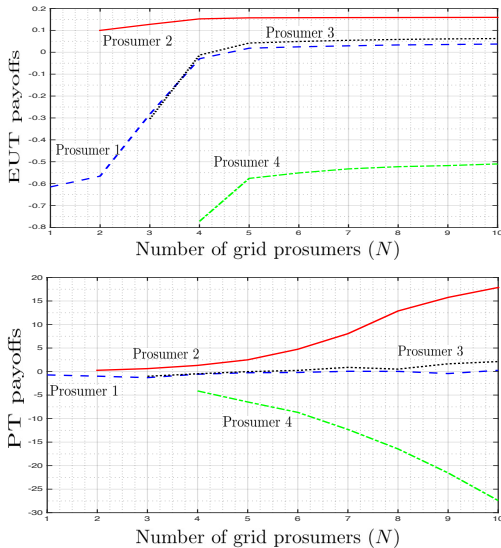 EUT payoffs
0.2
0.1
0
-0.1
-0.2
-0.3
-0.4
-0.5
-0.6
-0.7
-0.8
Prosumer 2
Prosumer 3
Prosumer 1
Prosumer 4
1 2 3 4 5 6 7 8 9 10
Number of grid prosumers (N)
PT payoffs
20
15
10
5
0
-5
-10
-15
-20
-25
-30
Prosumer 2
Prosumer 3
Prosumer 1
Prosumer 4
1 2 3 4 5 6 7 8 9 10
Number of grid prosumers (N)